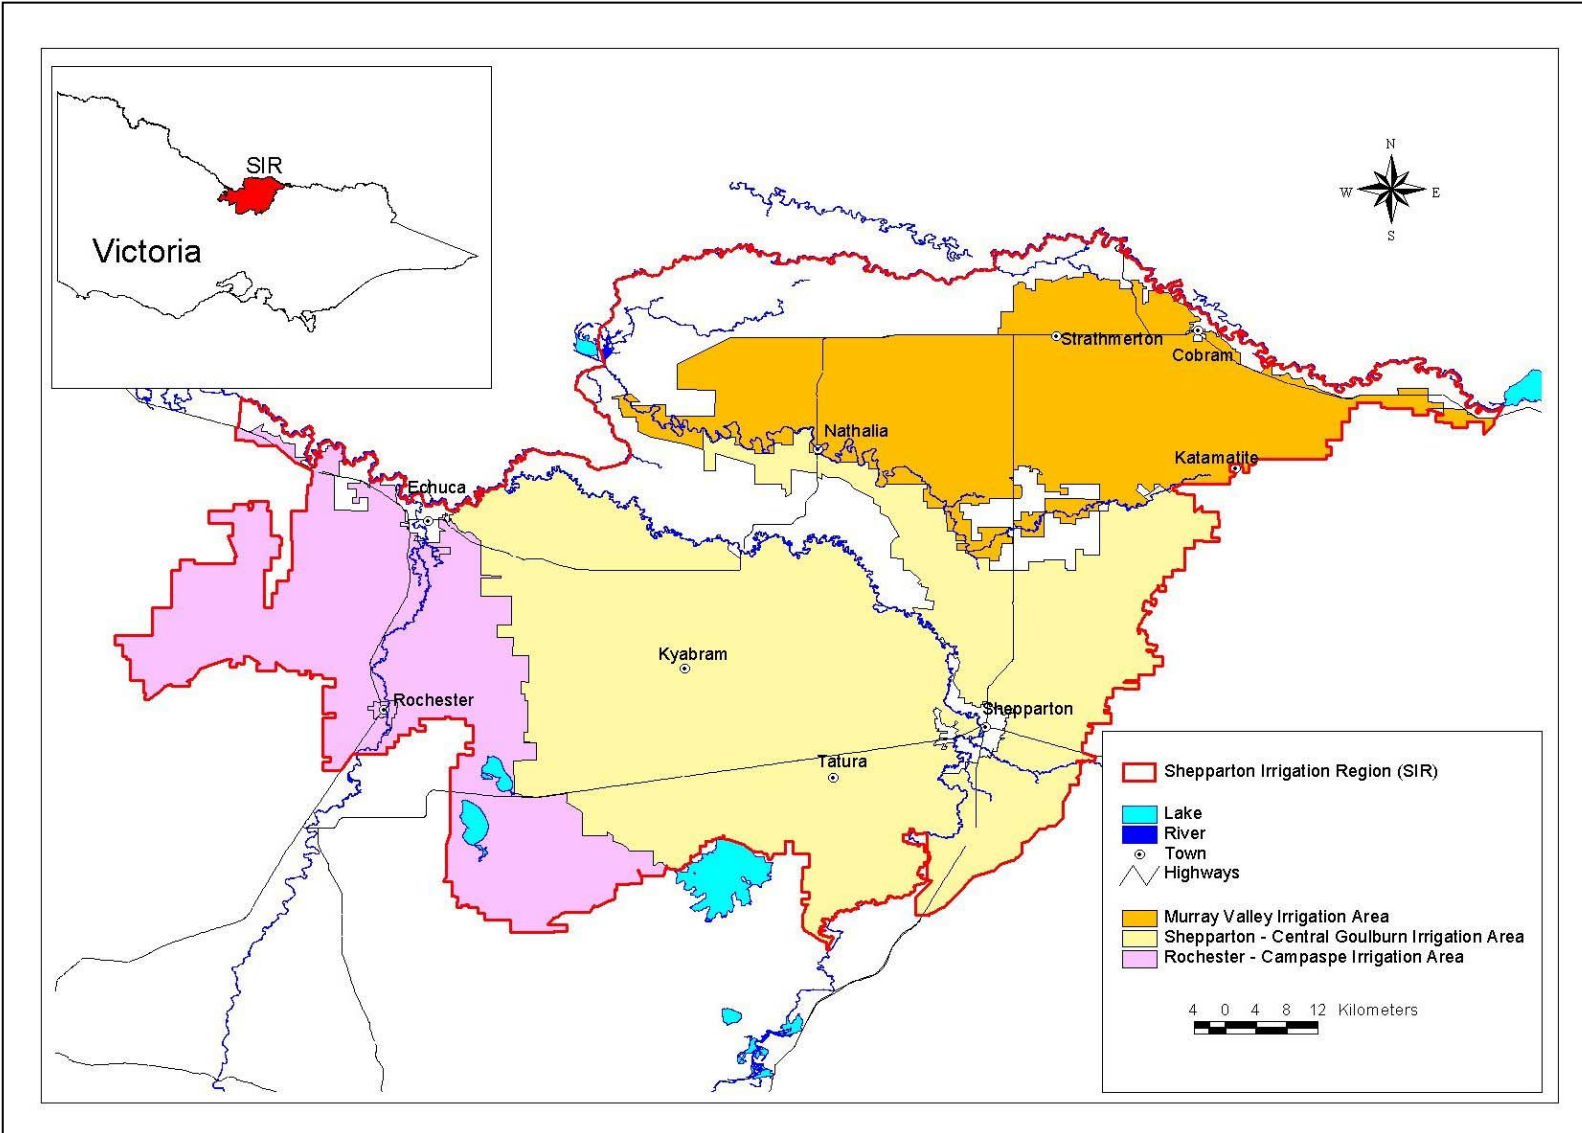 SIR
Victoria
N
W
E
S
Strathmerton
Cobram
Nathalia
Katamatite
Echuca
Kyabram
Rochester
Shepparton
Tatura
Shepparton Irrigation Region (SIR)
Lake
River
Town
Highways
Murray Valley Irrigation Area
Shepparton - Central Goulburn Irrigation Area
Rochester - Campaspe Irrigation Area
4 0 4 8 12 Kilometers